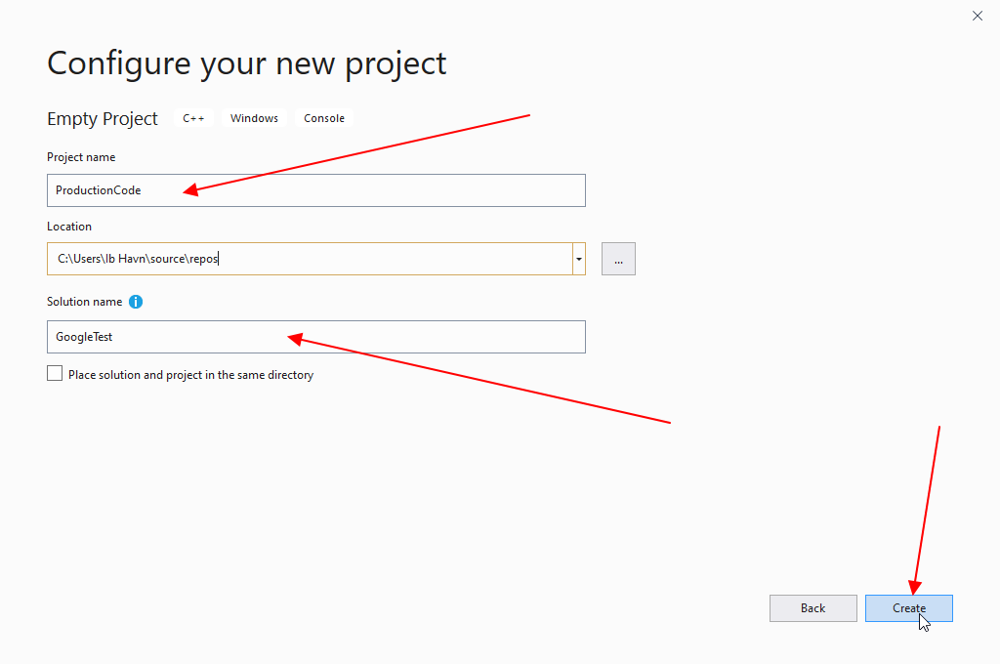 Configure your new project
Empty Project C++ Windows Console
Project name
ProductionCode
Location
C:\Users\Ib Havn\source\repos
...
Solution name
GoogleTest
Place solution and project in the same directory
Back Create